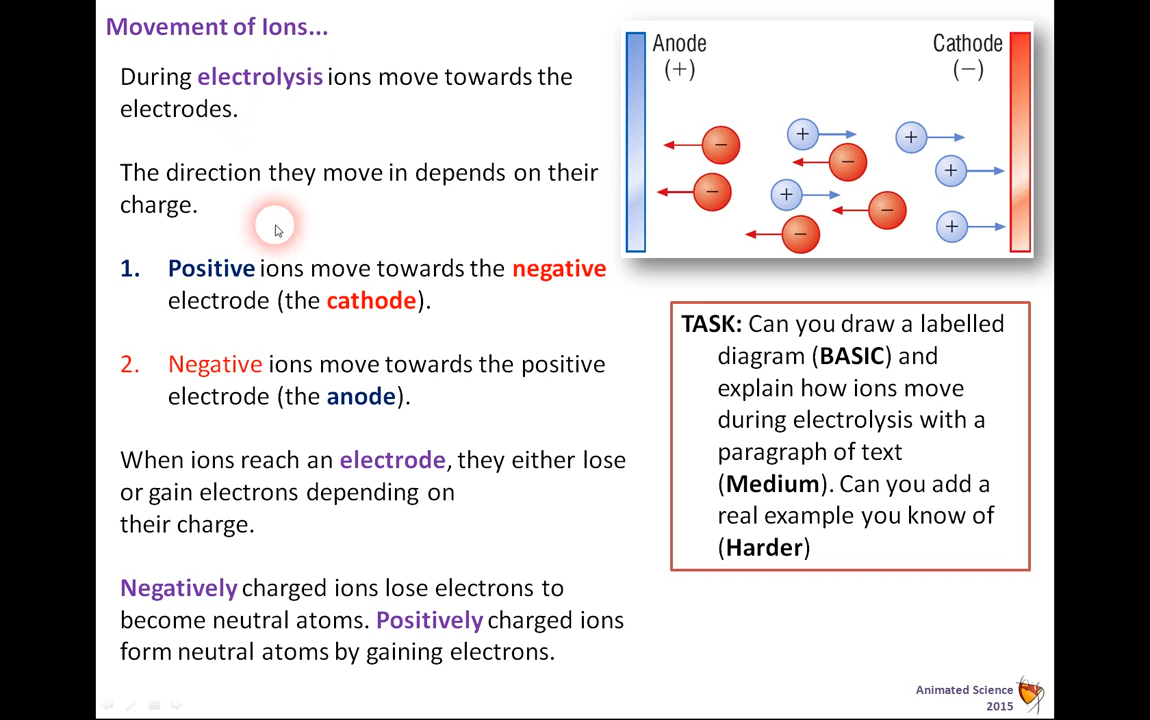 Movement of Ions...
During electrolysis ions move towards the
electrodes.
The direction they move in depends on their
charge.
1. Positive ions move towards the negative
electrode (the cathode).
2. Negative ions move towards the positive
electrode (the anode).
When ions reach an electrode, they either lose
or gain electrons depending on
their charge.
Negatively charged ions lose electrons to
become neutral atoms. Positively charged ions
form neutral atoms by gaining electrons.
Anode
(+)
Cathode
(−)
− + + − + − + − − +
TASK: Can you draw a labelled
diagram (BASIC) and
explain how ions move
during electrolysis with a
paragraph of text
(Medium). Can you add a
real example you know of
(Harder)
Animated Science
2015